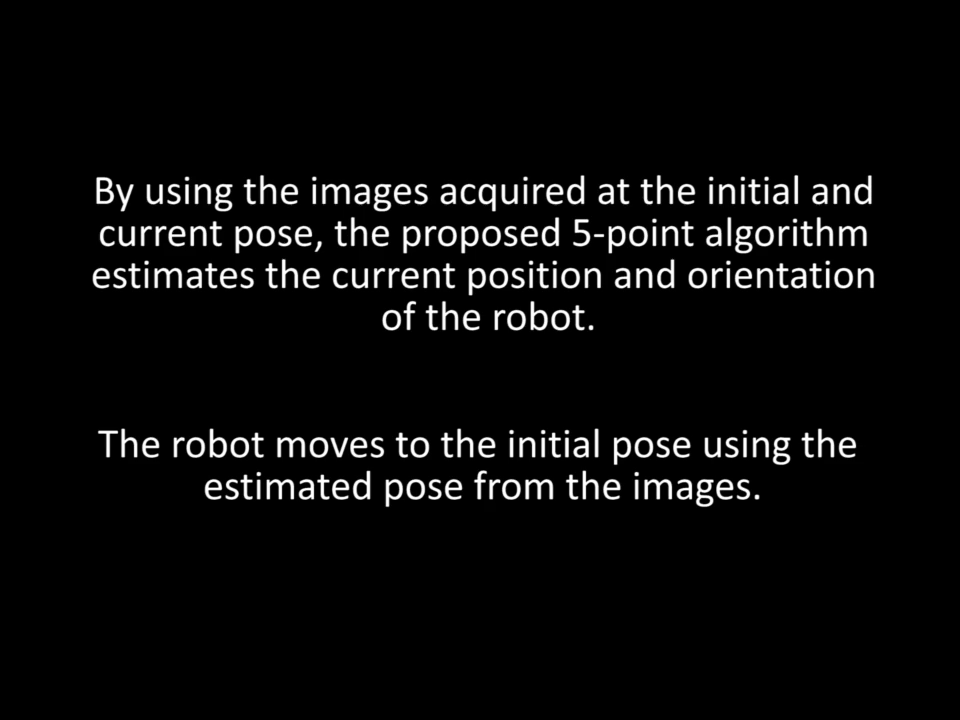 By using the images acquired at the initial and
current pose, the proposed 5-point algorithm
estimates the current position and orientation
of the robot.
The robot moves to the initial pose using the
estimated pose from the images.